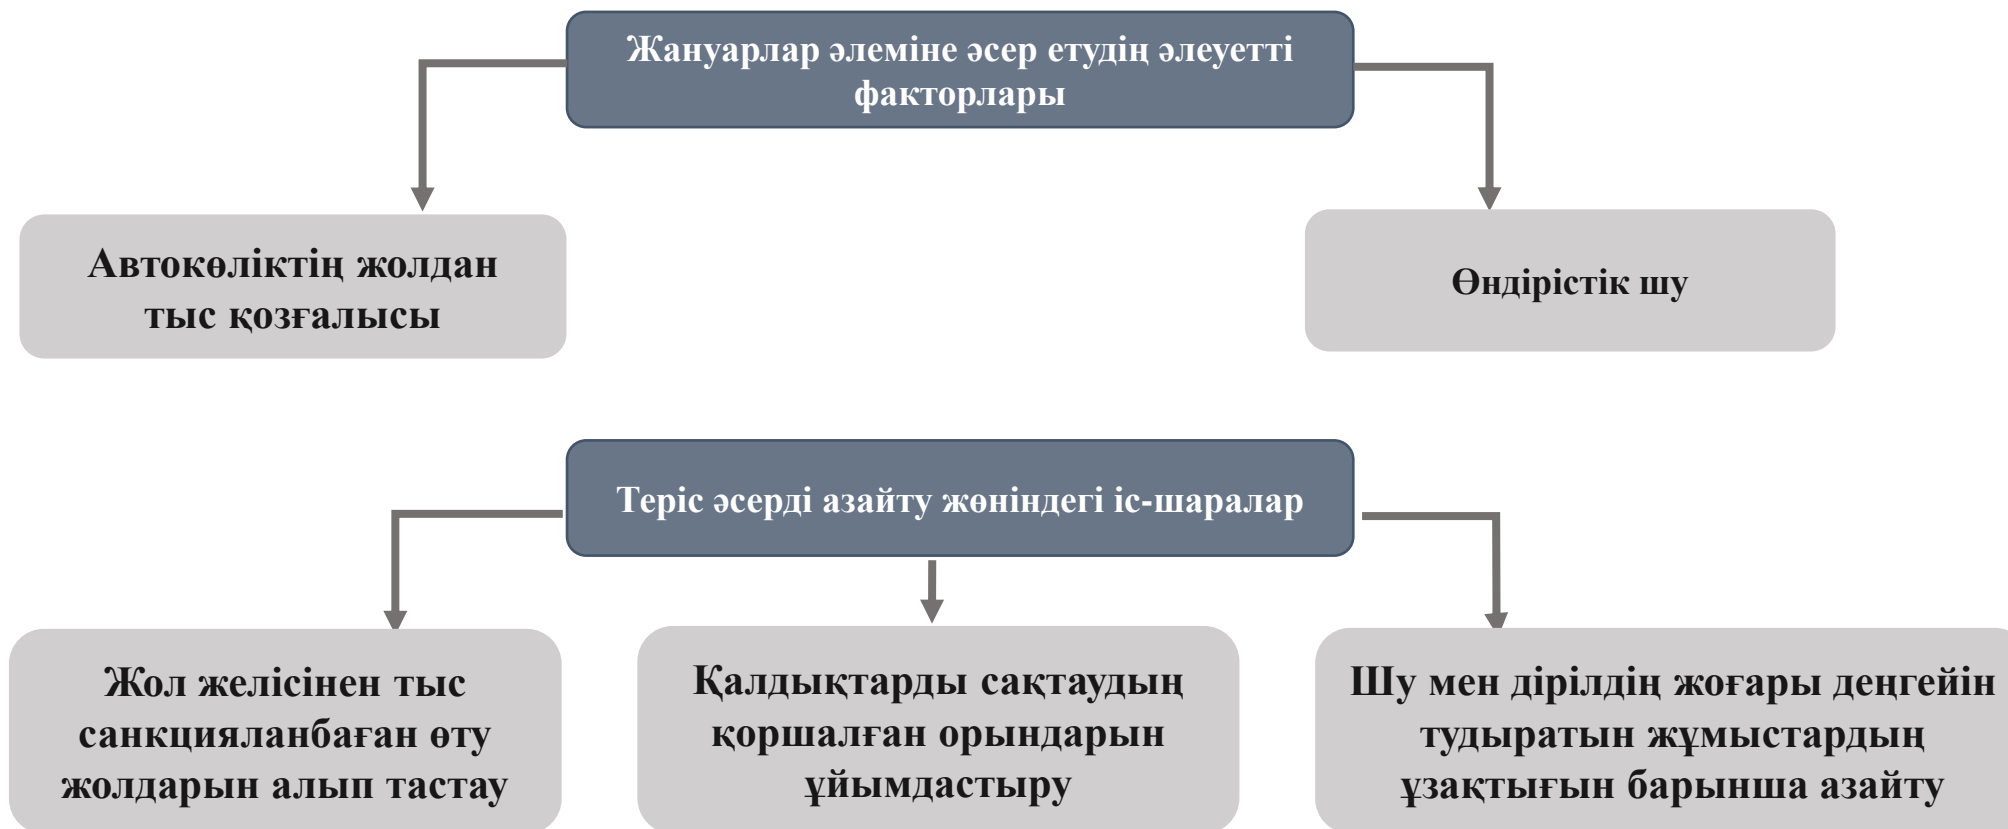 Жануарлар әлеміне әсер етудің әлеуетті
факторлары
Автокөліктің жолдан
тыс қозғалысы
Өндірістік шу
Теріс әсерді азайту жөніндегі іс-шаралар
Жол желісінен тыс
санкцияланбаған өту
жолдарын алып тастау
Қалдықтарды сақтаудың
қоршалған орындарын
ұйымдастыру
Шу мен дірілдің жоғары деңгейін
тудыратын жұмыстардың
ұзақтығын барынша азайту